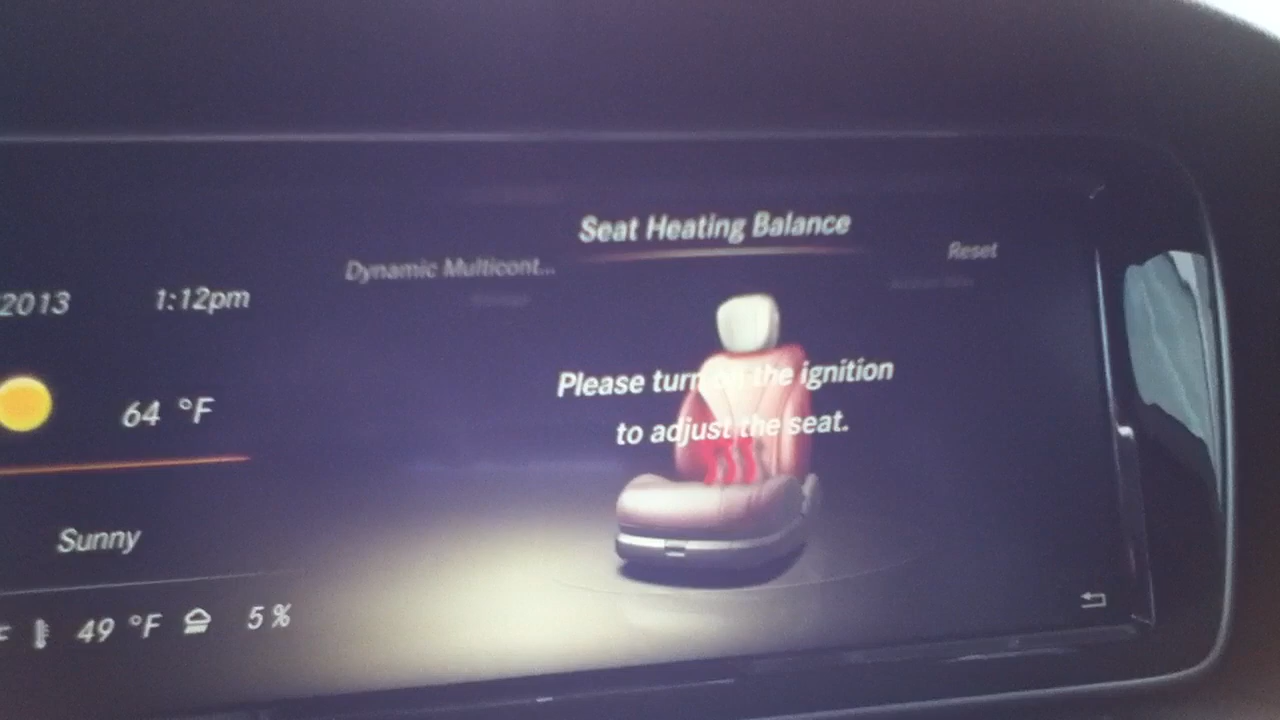 Seat Heating Balance
Dynamic Multicont...
Reset
2013 1:12pm
Please turn on the ignition
to adjust the seat.
64 °F
Sunny
49 °F 5 %